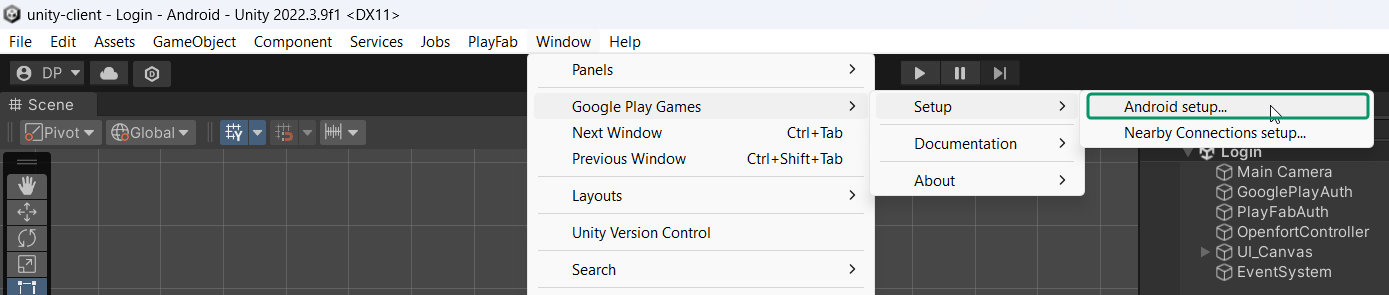 unity-client - Login - Android - Unity 2022.3.9f1 <DX11>
File Edit Assets GameObject Component Services Jobs PlayFab Window Help
DP
Scene
Pivot Global
Panels
Google Play Games
Next Window Ctrl+Tab
Previous Window Ctrl+Shift+Tab
Layouts
Unity Version Control
Search
Setup
Documentation
About
Android setup...
Nearby Connections setup...
Login
Main Camera
GooglePlayAuth
PlayFabAuth
OpenfortController
UI_Canvas
EventSystem